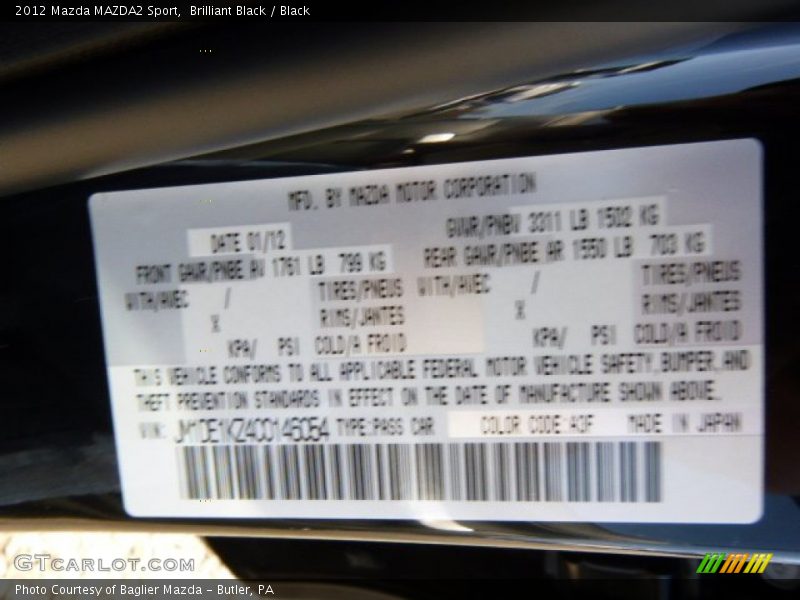 2012 Mazda MAZDA2 Sport,  Brilliant Black / Black
MFD. BY MAZDA MOTOR CORPORATION
DATE 01/12
GVWR/PNBV 3311 LB 1502 KG
FRONT GAWR/PNBE AV 1761 LB 799 KG
REAR GAWR/PNBE AR 1550 LB 703 KG
WITH/AVEC / TIRES/PNEUS
WITH/AVEC / TIRES/PNEUS
X RIMS/JANTES
X RIMS/JANTES
KPA/ PSI COLD/A FROID
KPA/ PSI COLD/A FROID
THIS VEHICLE CONFORMS TO ALL APPLICABLE FEDERAL MOTOR VEHICLE SAFETY,BUMPER,AND
THEFT PREVENTION STANDARDS IN EFFECT ON THE DATE OF MANUFACTURE SHOWN ABOVE.
VIN: JM1DE1KZ4C0146054 TYPE:PASS CAR COLOR CODE:A3F MADE IN JAPAN
GTCARLOT.COM
Photo Courtesy of Baglier Mazda - Butler, PA